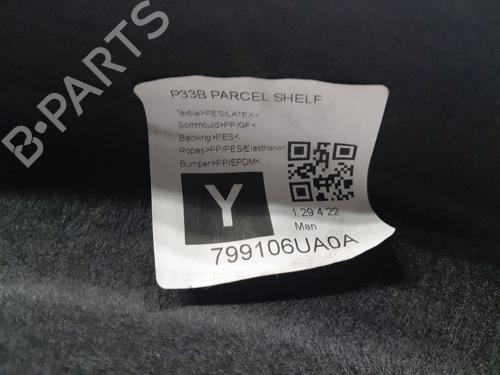 P33B PARCEL SHELF
Textile>PES/LATEX<
Sommould>PP/GF<
Backing>PES<
Ropes>PP/PES/Elasthane<
Bumper>PP/EPDM<
Y
1 29 4 22
Man
799106UA0A
B-PARTS